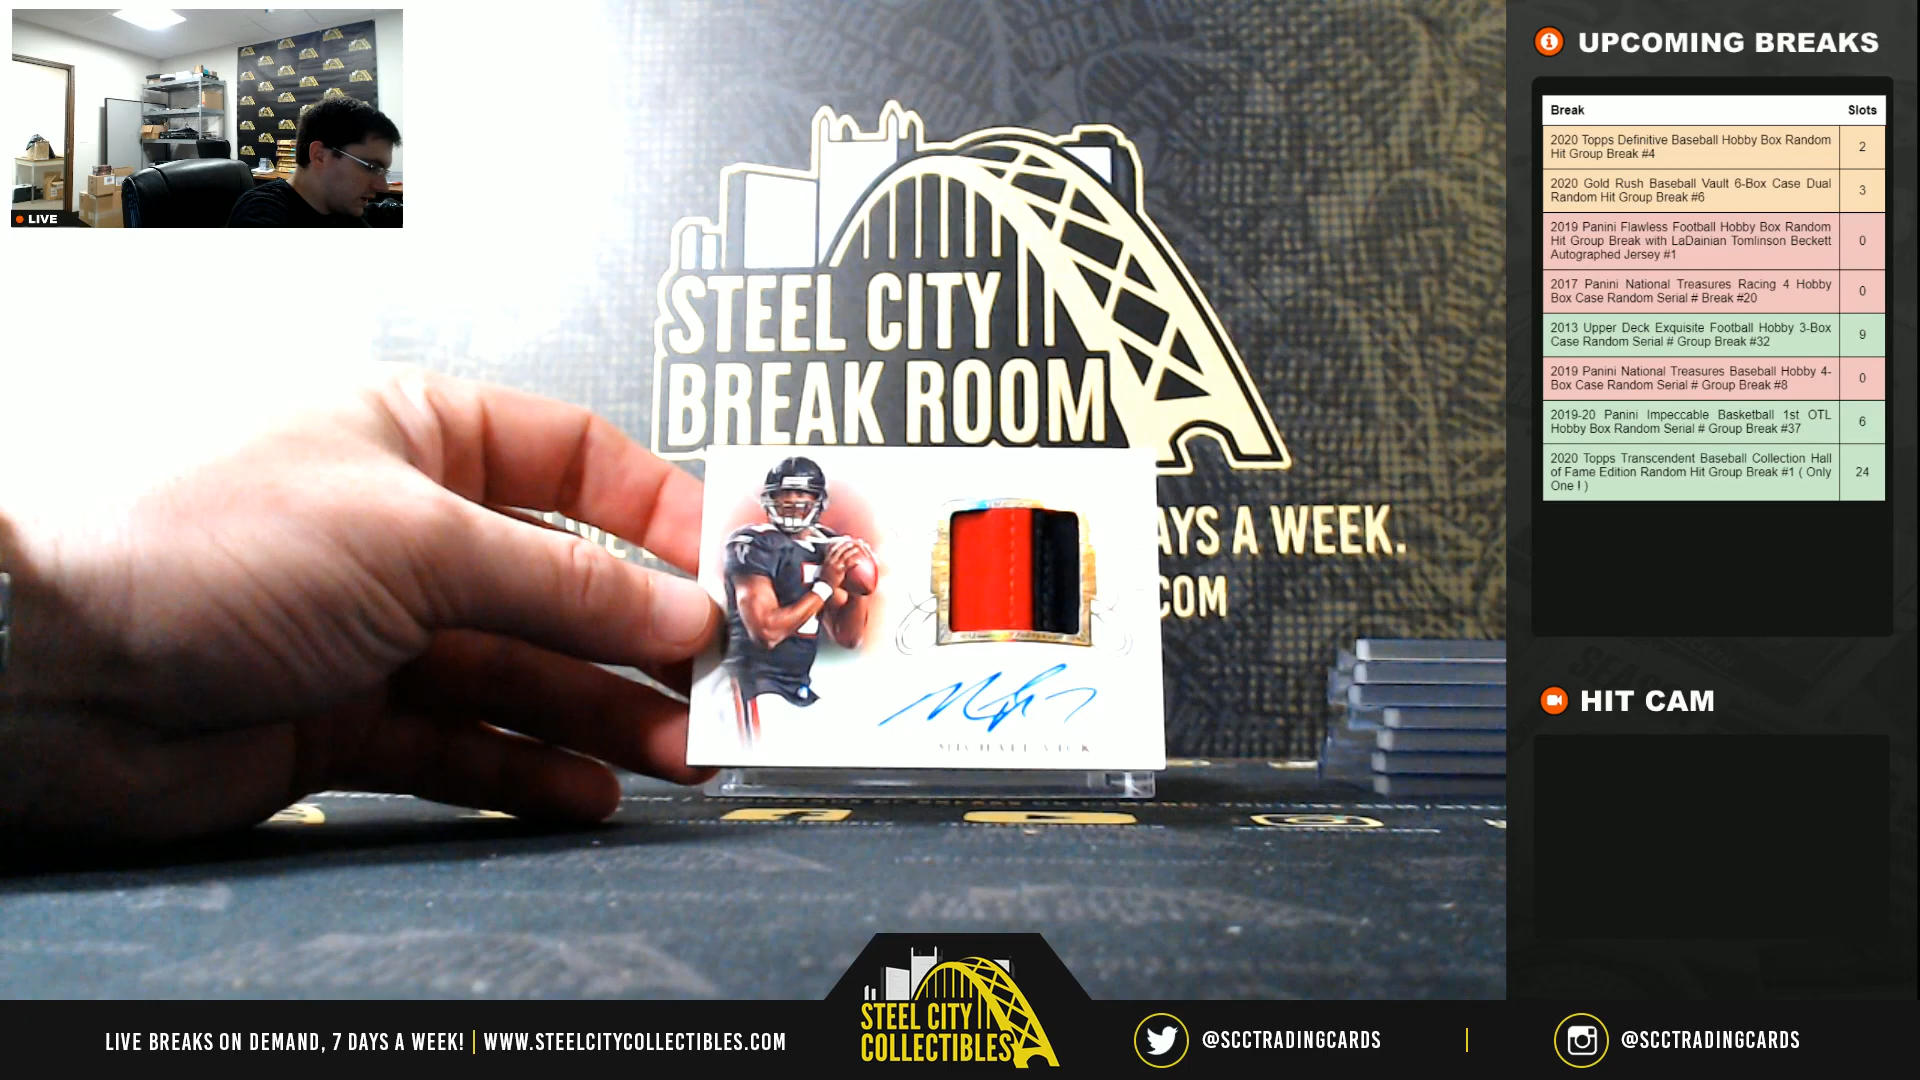 LIVE
STEEL CITY
BREAK ROOM
AYS A WEEK.
COM
MICHAEL VICK
UPCOMING BREAKS
Break Slots
2020 Topps Definitive Baseball Hobby Box Random
Hit Group Break #4
2
2020 Gold Rush Baseball Vault 6-Box Case Dual
Random Hit Group Break #6
3
2019 Panini Flawless Football Hobby Box Random
Hit Group Break with LaDainian Tomlinson Beckett
Autographed Jersey #1
0
2017 Panini National Treasures Racing 4 Hobby
Box Case Random Serial # Break #20
0
2013 Upper Deck Exquisite Football Hobby 3-Box
Case Random Serial # Group Break #32
9
2019 Panini National Treasures Baseball Hobby 4-
Box Case Random Serial # Group Break #8
0
2019-20 Panini Impeccable Basketball 1st OTL
Hobby Box Random Serial # Group Break #37
6
2020 Topps Transcendent Baseball Collection Hall
of Fame Edition Random Hit Group Break #1 ( Only
One ! )
24
HIT CAM
LIVE BREAKS ON DEMAND, 7 DAYS A WEEK! | WWW.STEELCITYCOLLECTIBLES.COM
STEEL CITY
COLLECTIBLES
@SCCTRADINGCARDS
@SCCTRADINGCARDS